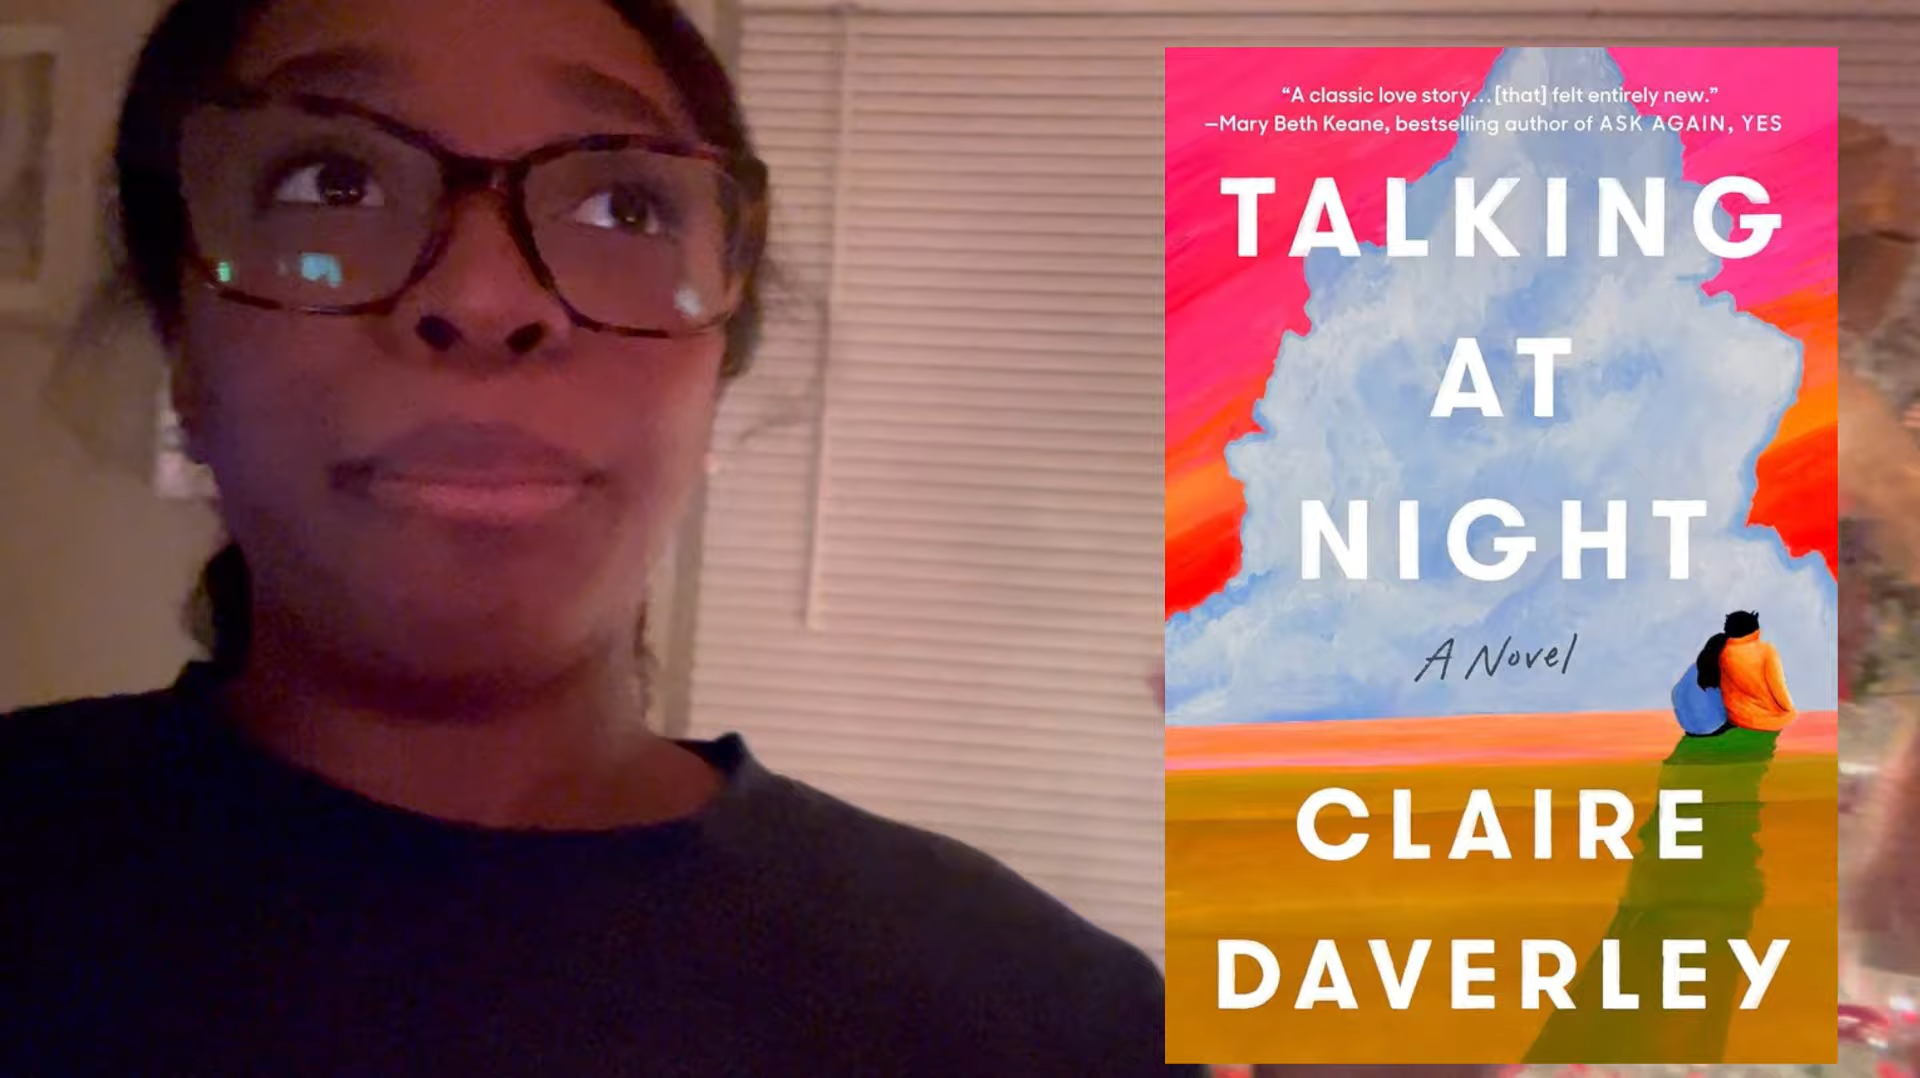 “A classic love story...[that] felt entirely new.”
—Mary Beth Keane, bestselling author of ASK AGAIN, YES
TALKING
AT
NIGHT
A Novel
CLAIRE
DAVERLEY